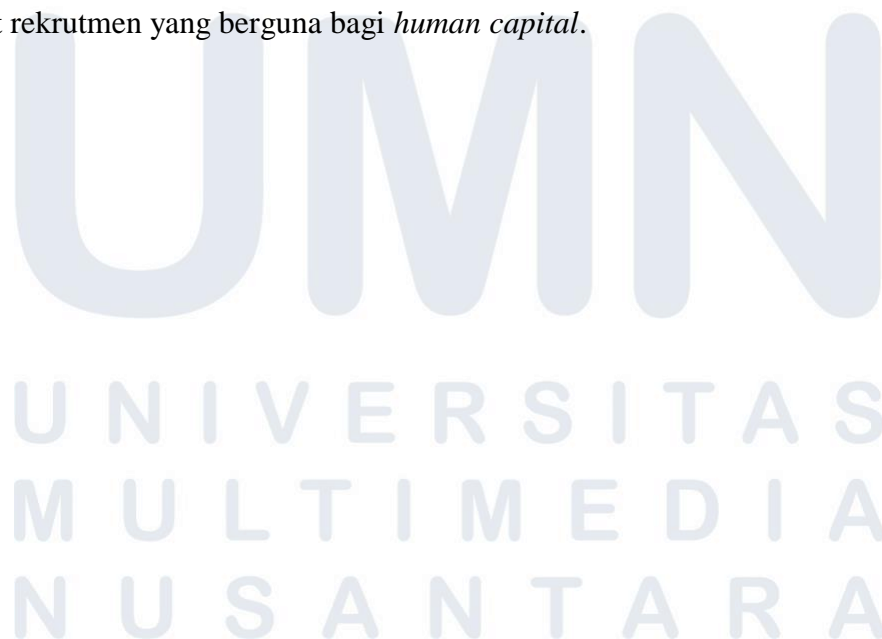 t rekrutmen yang berguna bagi human capital.
UMN
UNIVERSITAS
MULTIMEDIA
NUSANTARA